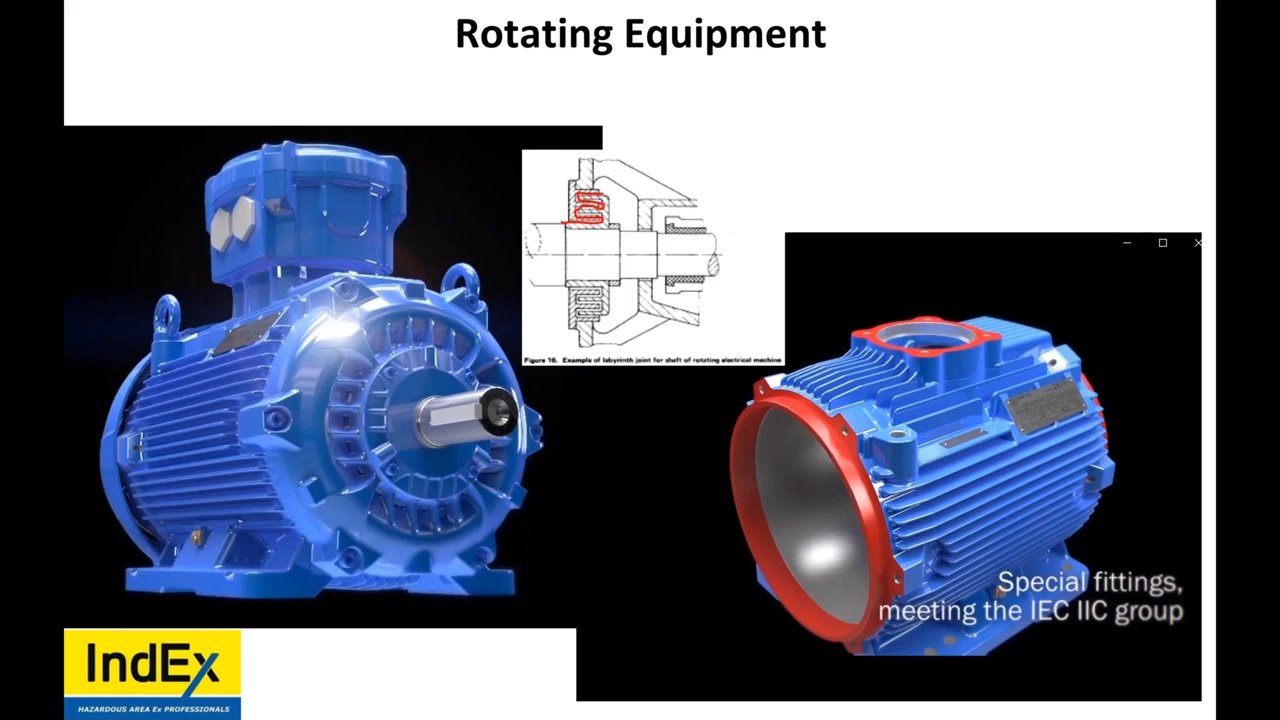 Rotating Equipment
Figure 16. Example of labyrinth joint for shaft of rotating electrical machine
Special fittings,
meeting the IEC IIC group
IndEx
HAZARDOUS AREA Ex PROFESSIONALS